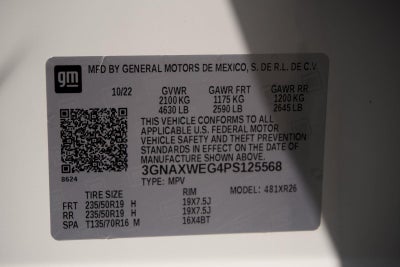 gm MFD BY GENERAL MOTORS DE MEXICO, S. DE R.L. DE C.V.
10/22 GVWR GAWR FRT GAWR RR
2100 KG 1175 KG 1200 KG
4630 LB 2590 LB 2645 LB
THIS VEHICLE CONFORMS TO ALL
APPLICABLE U.S. FEDERAL MOTOR
VEHICLE SAFETY AND THEFT PREVENTION
STANDARDS IN EFFECT ON THE DATE OF
MANUFACTURE SHOWN ABOVE.
3GNAXWEG4PS125568
8624 TYPE: MPV MODEL: 481XR26
TIRE SIZE RIM
FRT 235/50R19 H 19X7.5J
RR 235/50R19 H 19X7.5J
SPA T135/70R16 M 16X4BT